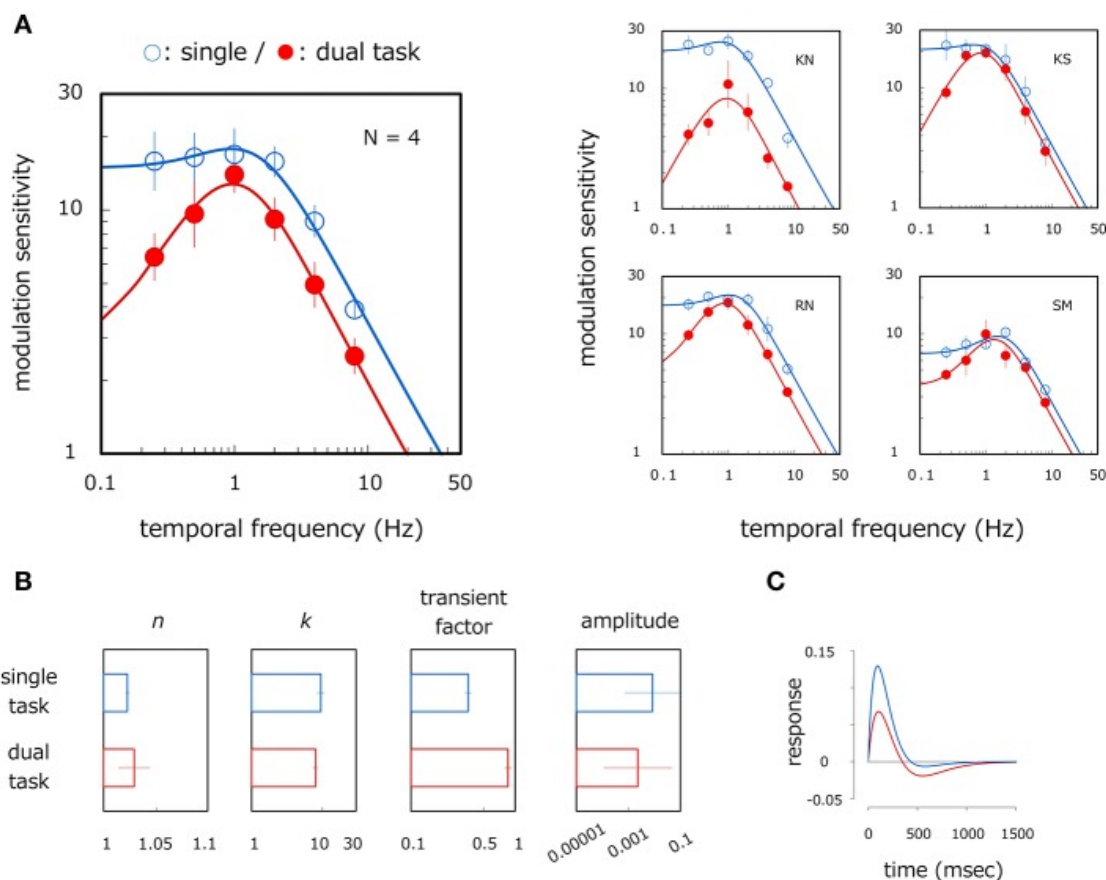 A
○: single / ●: dual task
30
10
1
N = 4
modulation sensitivity
0.1
1
10
50
temporal frequency (Hz)
30
10
1
KN
0.1
1
10
50
30
10
1
KS
0.1
1
10
50
modulation sensitivity
30
10
1
RN
0.1
1
10
50
30
10
1
SM
0.1
1
10
50
temporal frequency (Hz)
B
n
k
transient
factor
amplitude
single
task
dual
task
1
1.05
1.1
1
10
30
0.1
0.5
1
0.00001
0.001
0.1
C
0.15
0
-0.05
response
0
500
1000
1500
time (msec)